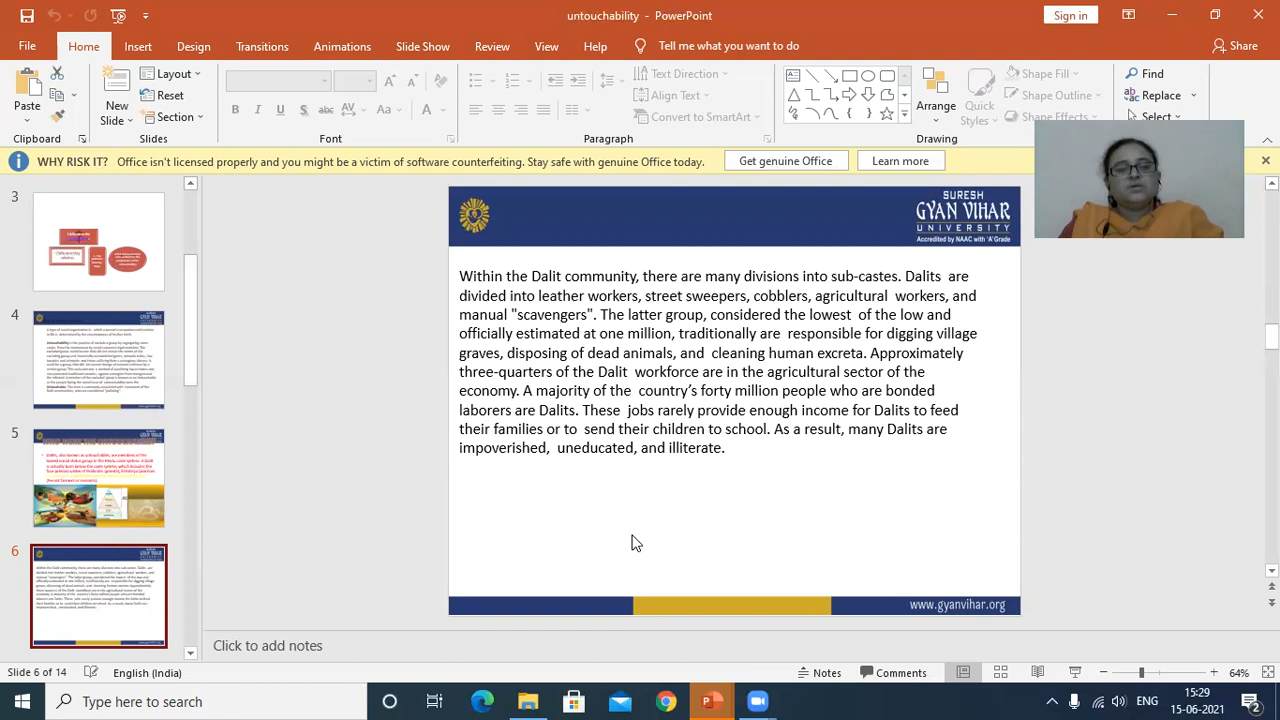 untouchability - PowerPoint
Sign in
File Home Insert Design Transitions Animations Slide Show Review View Help Tell me what you want to do Share
Paste
New Slide
Layout
Reset
Section
B I U S abc AV Aa A
Text Direction
Align Text
Convert to SmartArt
Arrange
Quick Styles
Shape Fill
Shape Outline
Shape Effects
Find
Replace
Select
Clipboard Slides Font Paragraph Drawing
WHY RISK IT? Office isn't licensed properly and you might be a victim of software counterfeiting. Stay safe with genuine Office today. Get genuine Office Learn more
3
4
5
6
SURESH
GYAN VIHAR
UNIVERSITY
Accredited by NAAC with 'A' Grade
Within the Dalit community, there are many divisions into sub-castes. Dalits are
divided into leather workers, street sweepers, cobblers, agricultural workers, and
manual "scavengers". The latter group, considered the lowest of the low and
officially estimated at one million, traditionally are responsible for digging village
graves, disposing of dead animals, and cleaning human excreta. Approximately
three-quarters of the Dalit workforce are in the agricultural sector of the
economy. A majority of the country's forty million people who are bonded
laborers are Dalits. These jobs rarely provide enough income for Dalits to feed
their families or to send their children to school. As a result, many Dalits are
impoverished, uneducated, and illiterate.
www.gyanvihar.org
Click to add notes
Slide 6 of 14 English (India) Notes Comments 64%
Type here to search
ENG
15:29
15-06-2021
2